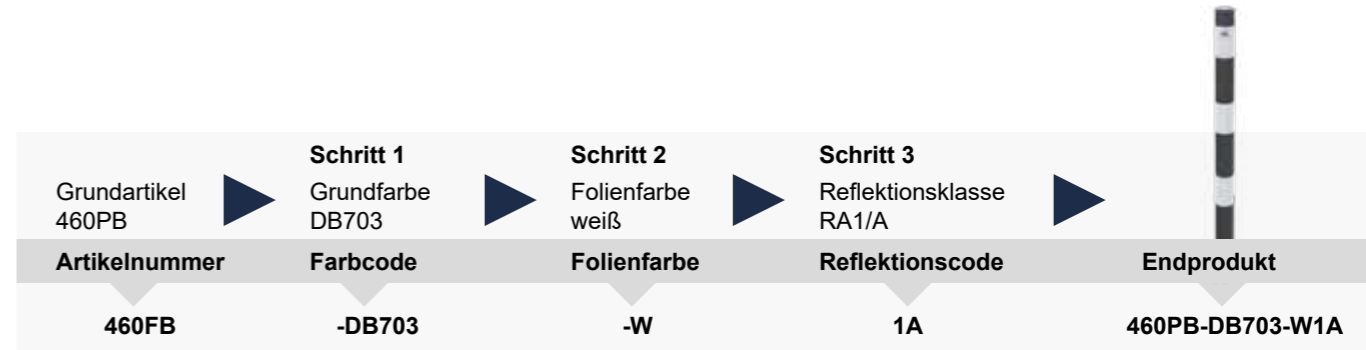 Schritt 1
Schritt 2
Schritt 3
Grundartikel
460PB
Grundfarbe
DB703
Folienfarbe
weiß
Reflektionsklasse
RA1/A
Artikelnummer
Farbcode
Folienfarbe
Reflektionscode
Endprodukt
460FB
-DB703
-W
1A
460PB-DB703-W1A